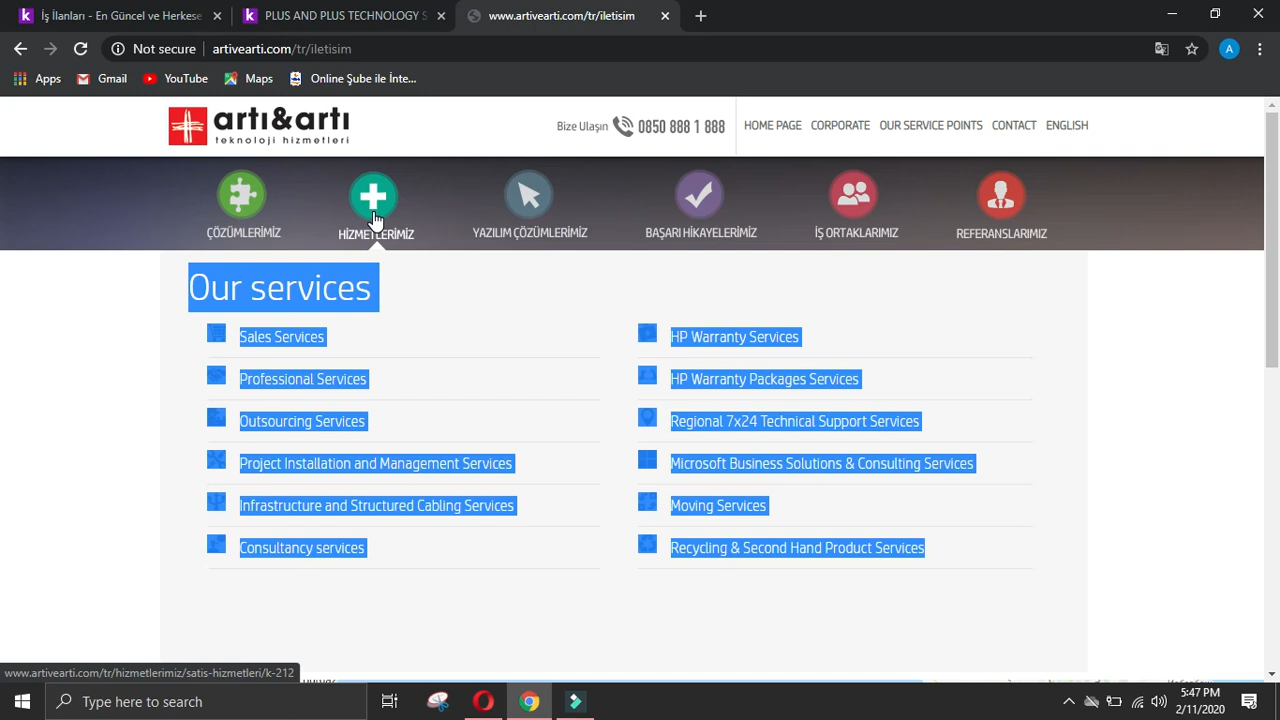 İş İlanları - En Güncel ve Herkese
PLUS AND PLUS TECHNOLOGY S
www.artivearti.com/tr/iletisim
Not secure
artivearti.com/tr/iletisim
A
Apps
Gmail
YouTube
Maps
Online Şube ile İnte...
artı&artı
teknoloji hizmetleri
Bize Ulaşın
0850 888 1 888
HOME PAGE
CORPORATE
OUR SERVICE POINTS
CONTACT
ENGLISH
ÇÖZÜMLERİMİZ
HİZMETLERİMİZ
YAZILIM ÇÖZÜMLERİMİZ
BAŞARI HİKAYELERİMİZ
İŞ ORTAKLARIMIZ
REFERANSLARIMIZ
Our services
Sales Services
Professional Services
Outsourcing Services
Project Installation and Management Services
Infrastructure and Structured Cabling Services
Consultancy services
HP Warranty Services
HP Warranty Packages Services
Regional 7x24 Technical Support Services
Microsoft Business Solutions & Consulting Services
Moving Services
Recycling & Second Hand Product Services
www.artivearti.com/tr/hizmetlerimiz/satis-hizmetleri/k-212
Type here to search
5:47 PM
2/11/2020